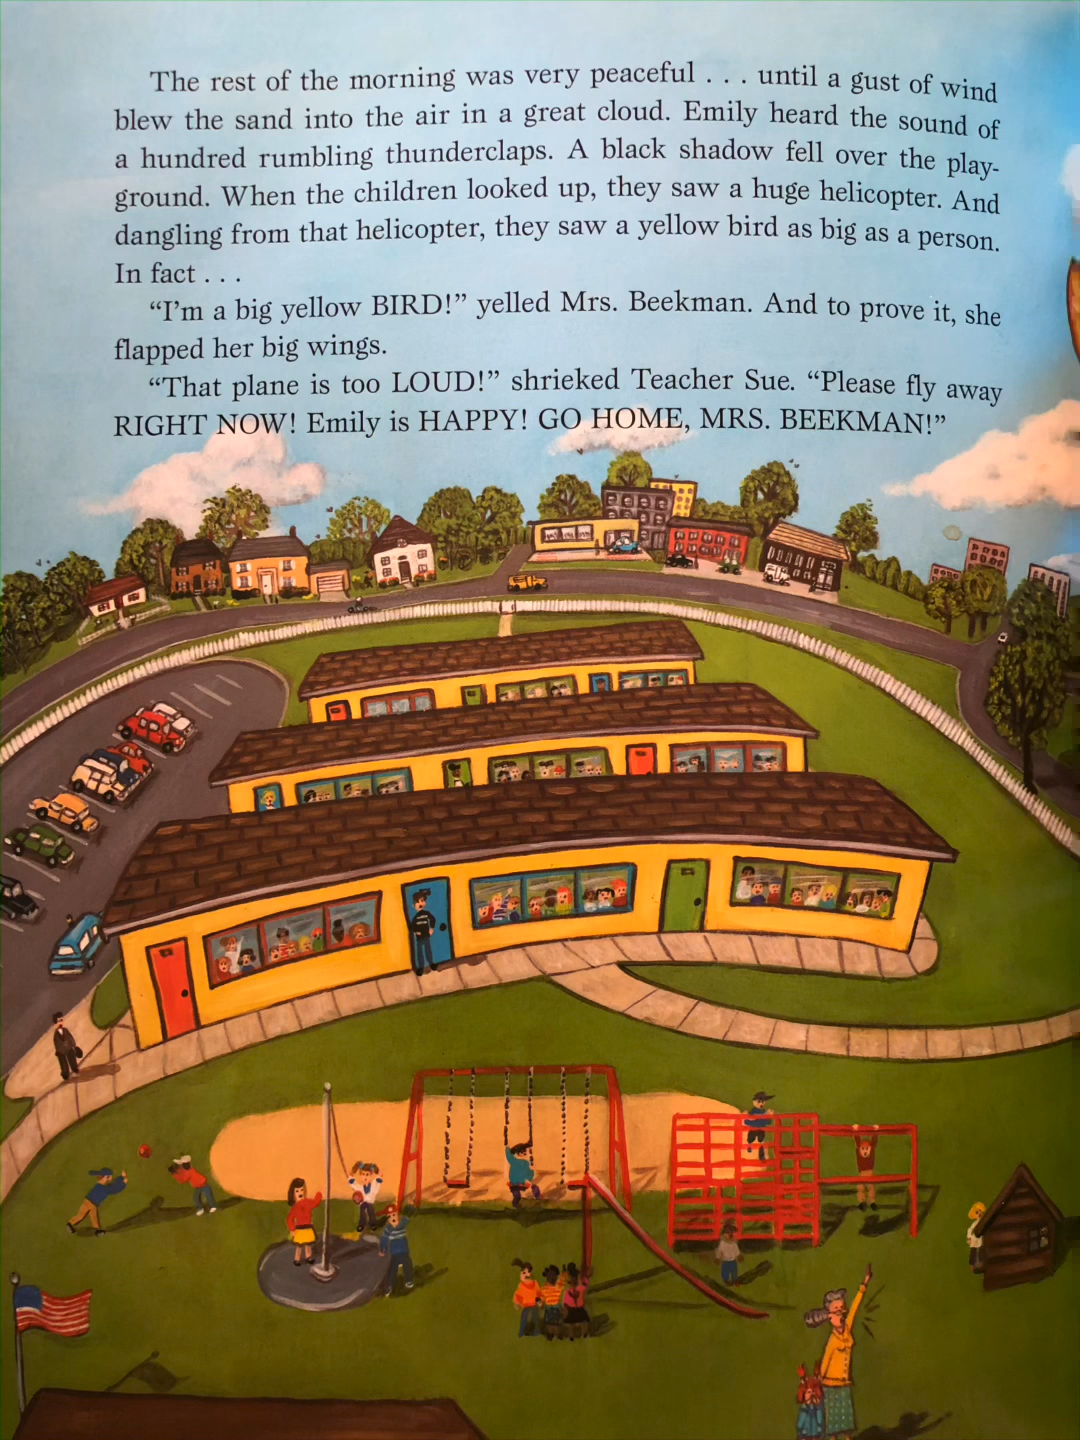 The rest of the morning was very peaceful . . . until a gust of wind
blew the sand into the air in a great cloud. Emily heard the sound of
a hundred rumbling thunderclaps. A black shadow fell over the play-
ground. When the children looked up, they saw a huge helicopter. And
dangling from that helicopter, they saw a yellow bird as big as a person.
In fact . . .
“I’m a big yellow BIRD!” yelled Mrs. Beekman. And to prove it, she
flapped her big wings.
“That plane is too LOUD!” shrieked Teacher Sue. “Please fly away
RIGHT NOW! Emily is HAPPY! GO HOME, MRS. BEEKMAN!”